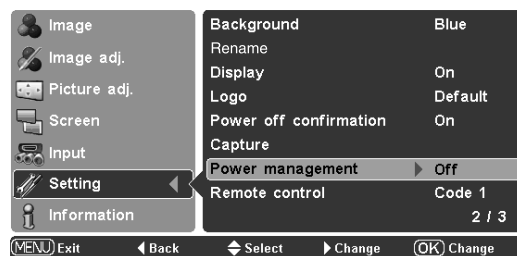 Image
Image adj.
Picture adj.
Screen
Input
Setting
Information
Background Blue
Rename
Display On
Logo Default
Power off confirmation On
Capture
Power management Off
Remote control Code 1
2 / 3
MENU Exit Back Select Change OK Change